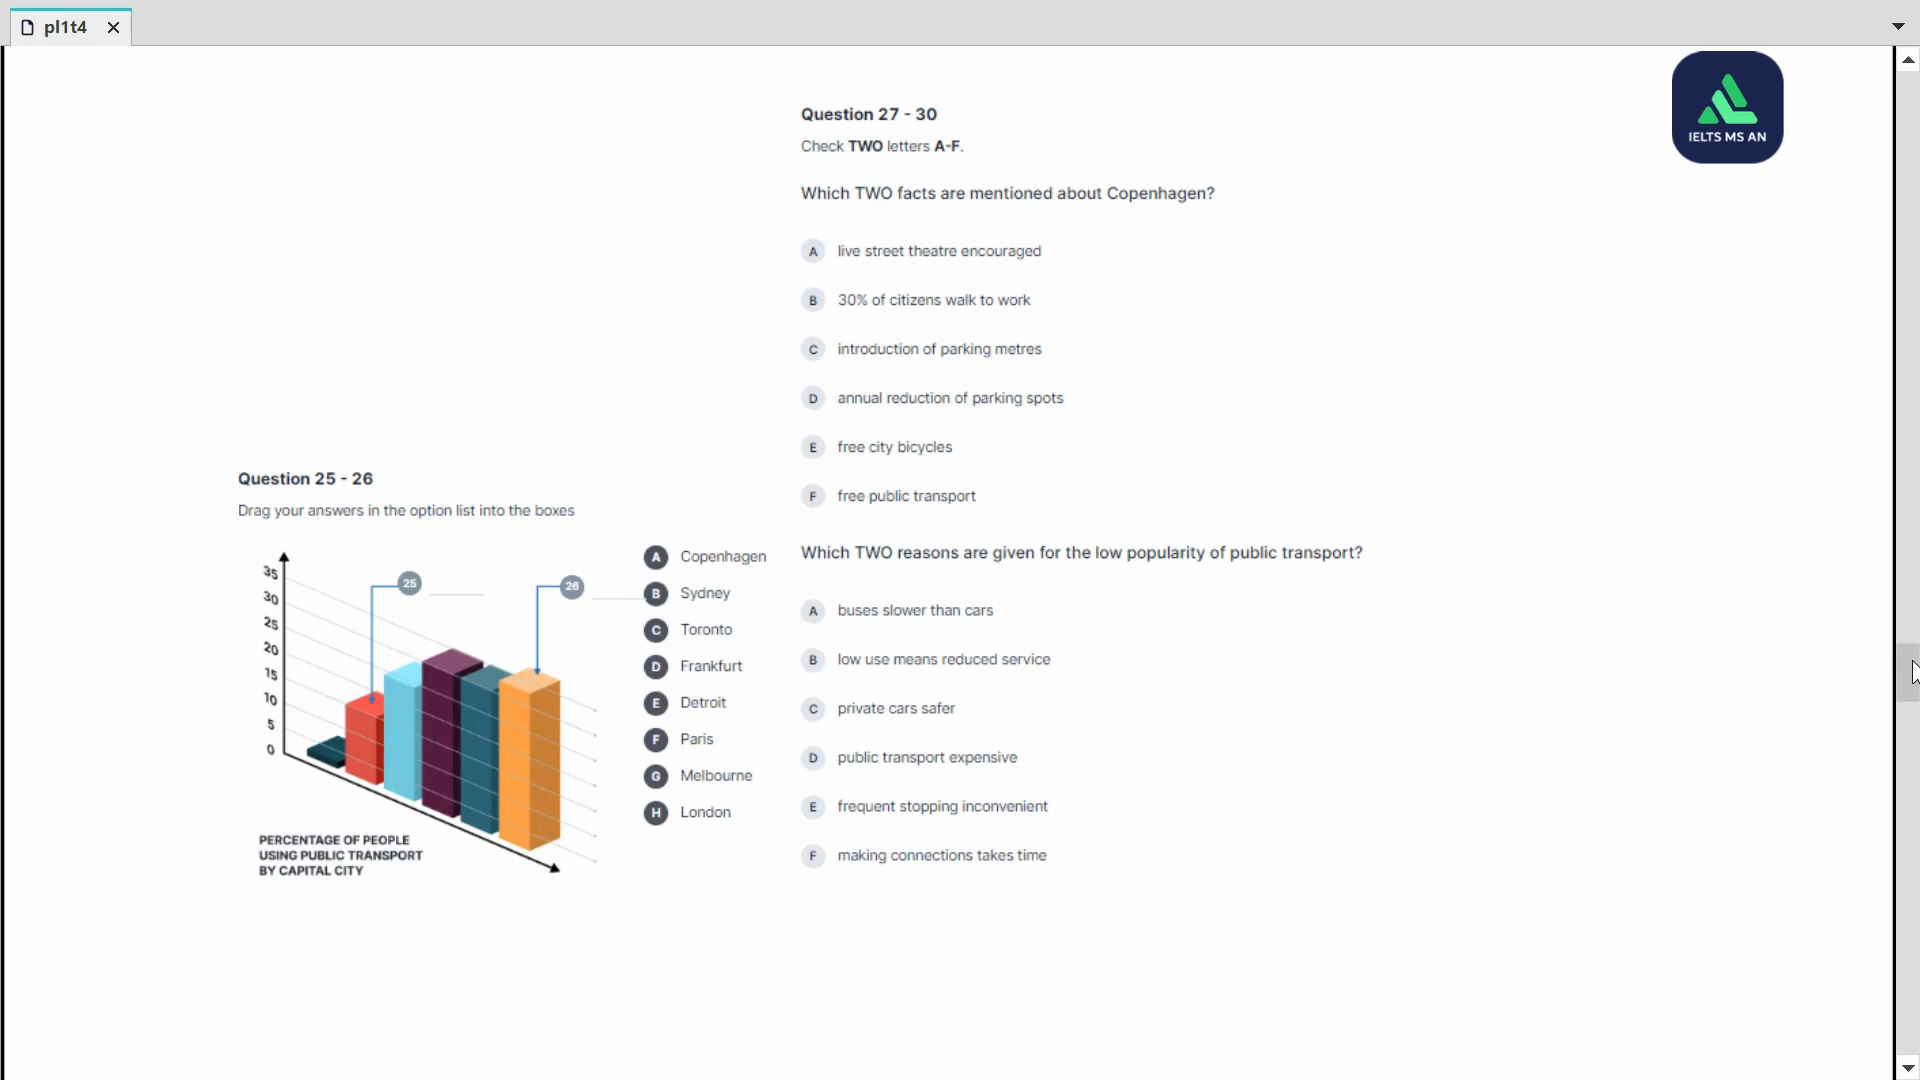 pl1t4
IELTS MS AN
Question 25 - 26
Drag your answers in the option list into the boxes
35
30
25
20
15
10
5
0
25
26
PERCENTAGE OF PEOPLE
USING PUBLIC TRANSPORT
BY CAPITAL CITY
A Copenhagen
B Sydney
C Toronto
D Frankfurt
E Detroit
F Paris
G Melbourne
H London
Question 27 - 30
Check TWO letters A-F.
Which TWO facts are mentioned about Copenhagen?
A live street theatre encouraged
B 30% of citizens walk to work
C introduction of parking metres
D annual reduction of parking spots
E free city bicycles
F free public transport
Which TWO reasons are given for the low popularity of public transport?
A buses slower than cars
B low use means reduced service
C private cars safer
D public transport expensive
E frequent stopping inconvenient
F making connections takes time